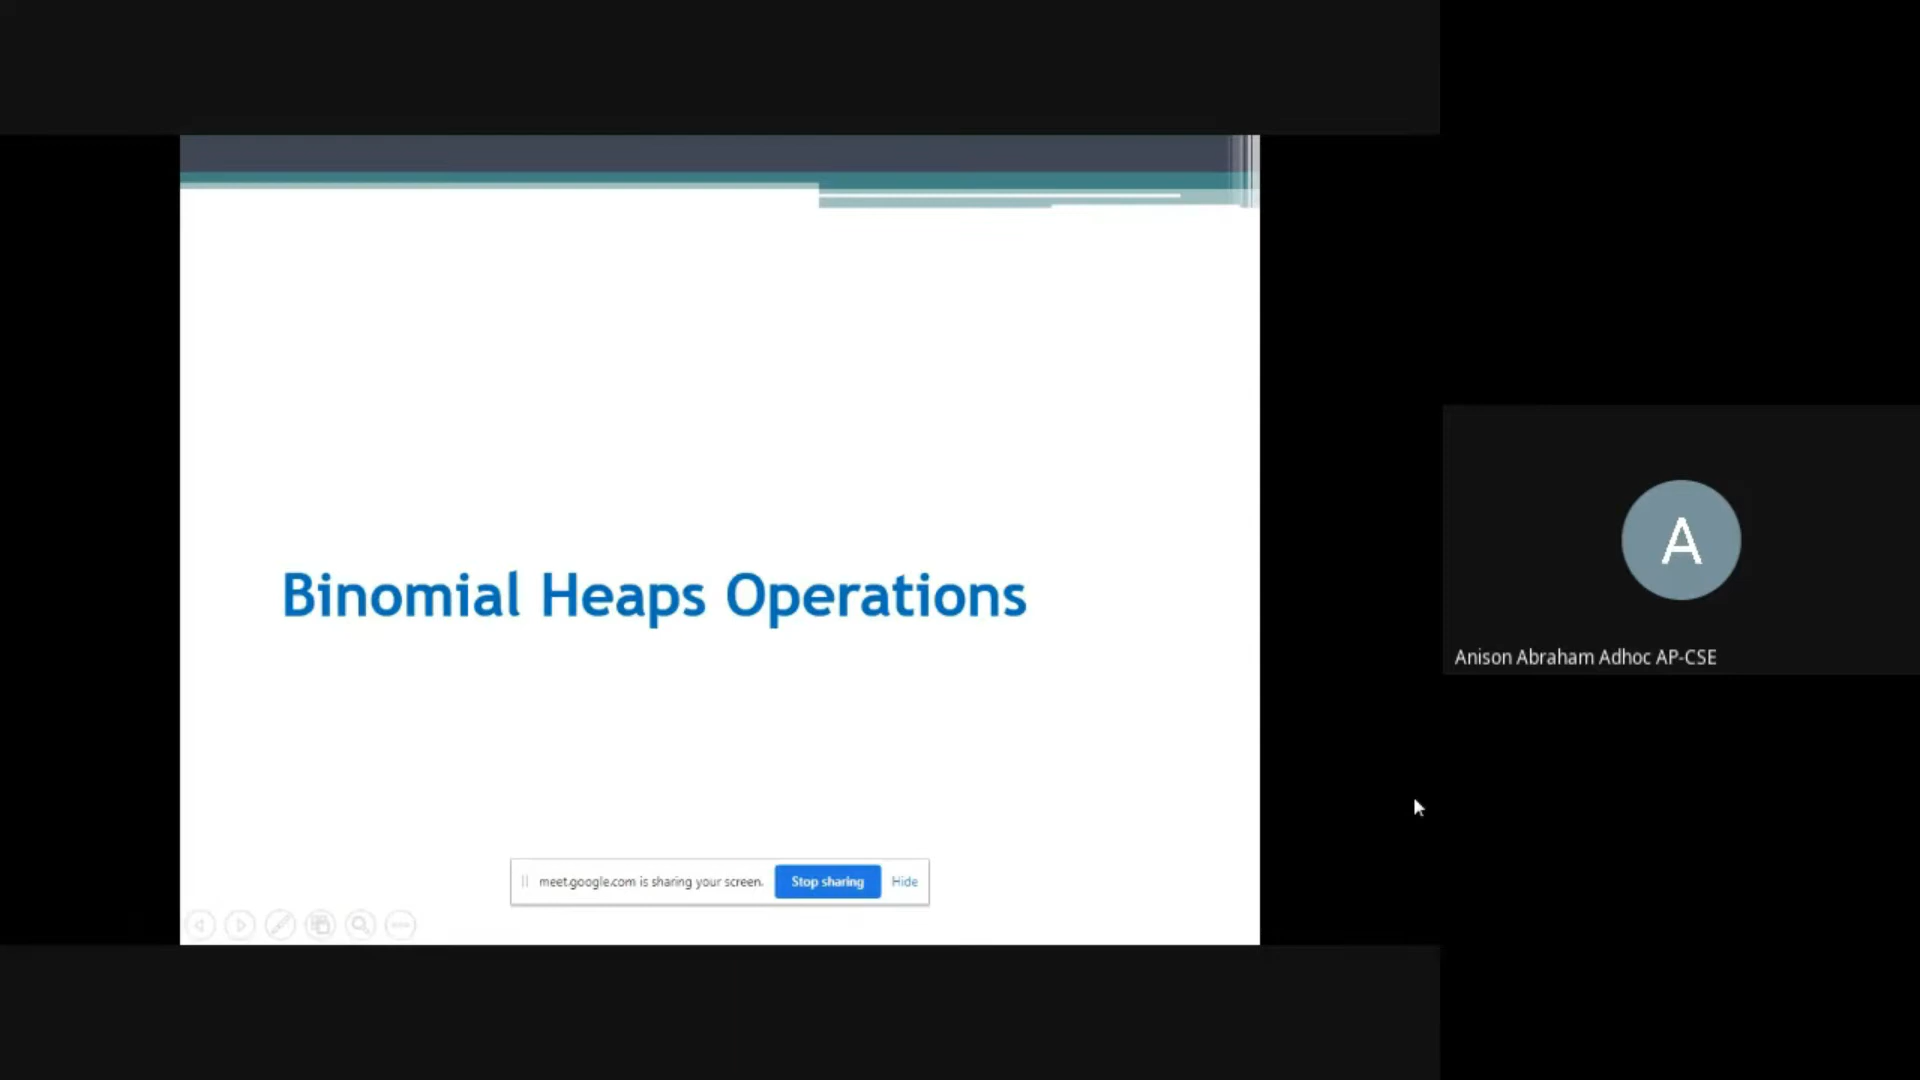 Binomial Heaps Operations
meet.google.com is sharing your screen. Stop sharing Hide
A
Anison Abraham Adhoc AP-CSE